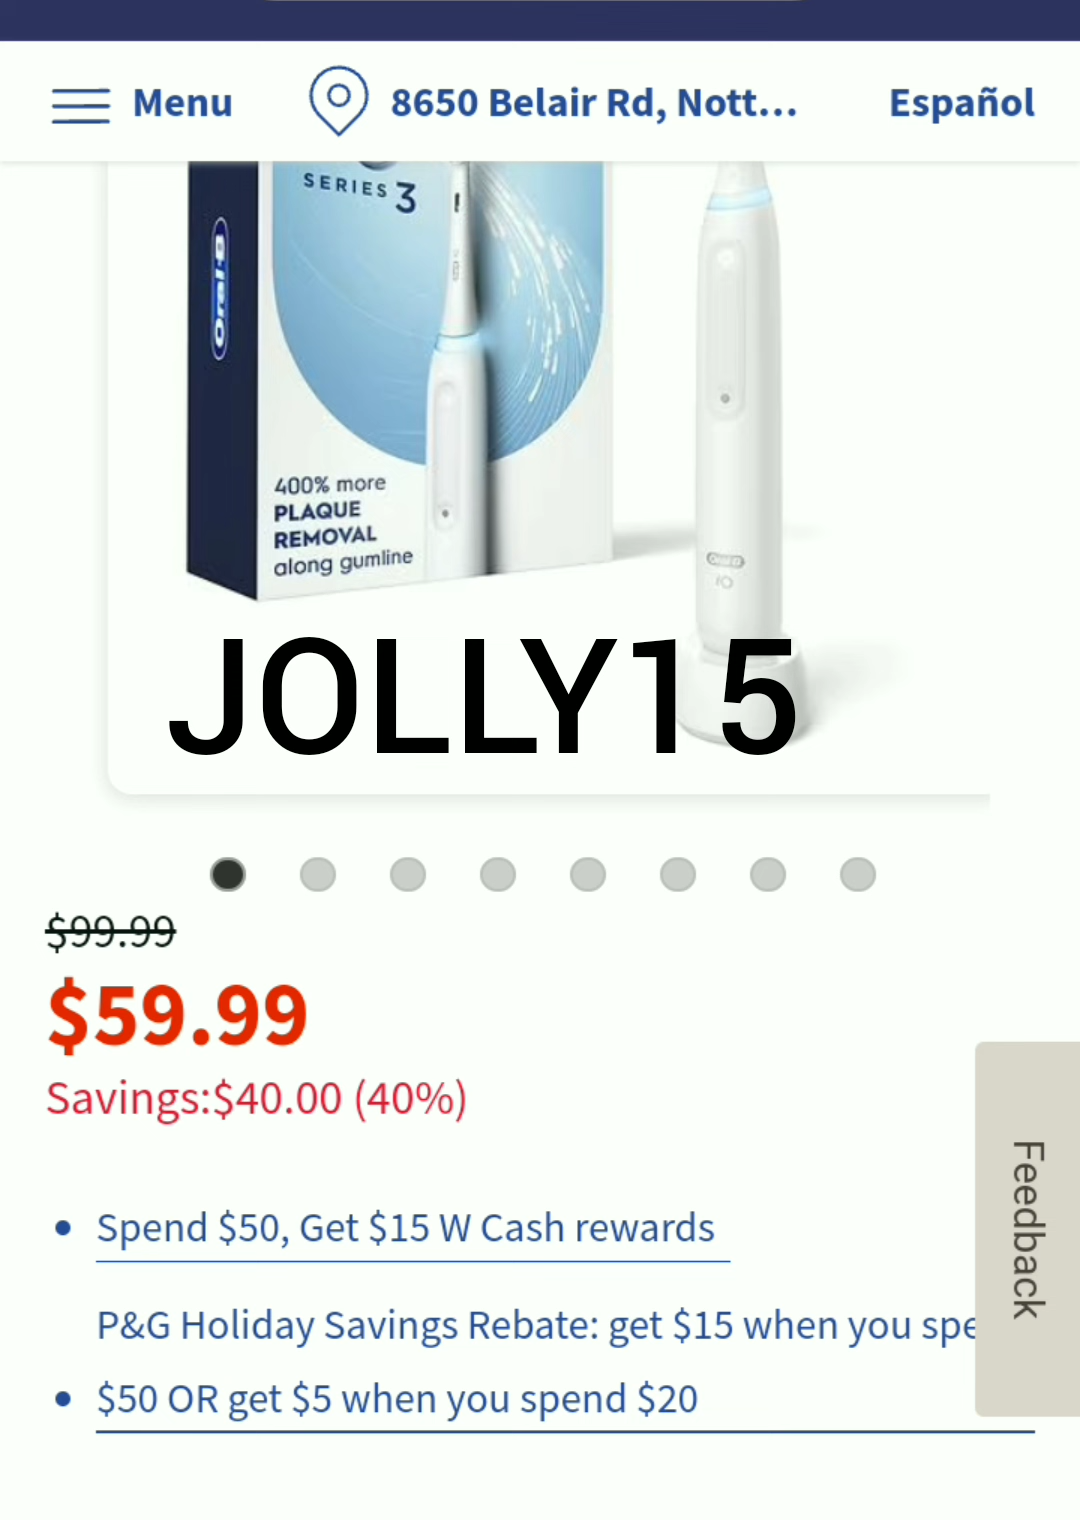 Menu
8650 Belair Rd, Nott...
Español
SERIES 3
Oral-B
400% more
PLAQUE
REMOVAL
along gumline
iO
JOLLY15
$99.99
$59.99
Savings:$40.00 (40%)
Spend $50, Get $15 W Cash rewards
P&G Holiday Savings Rebate: get $15 when you spe
$50 OR get $5 when you spend $20
Feedback